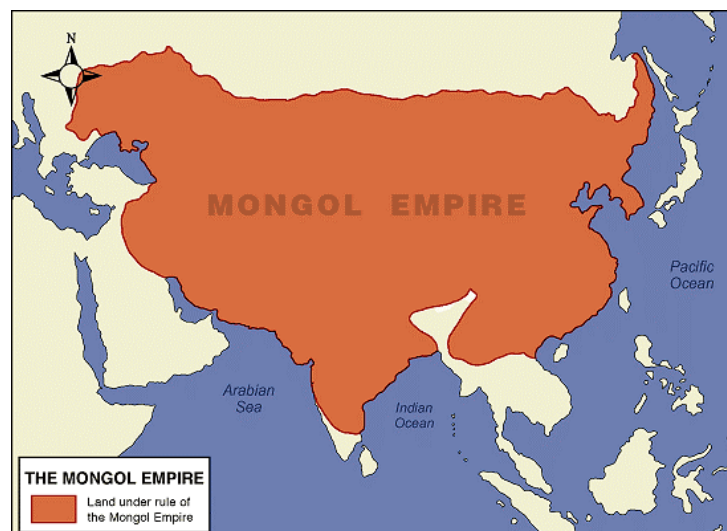 N
MONGOL EMPIRE
Pacific
Ocean
Arabian
Sea
Indian
Ocean
THE MONGOL EMPIRE
Land under rule of
the Mongol Empire